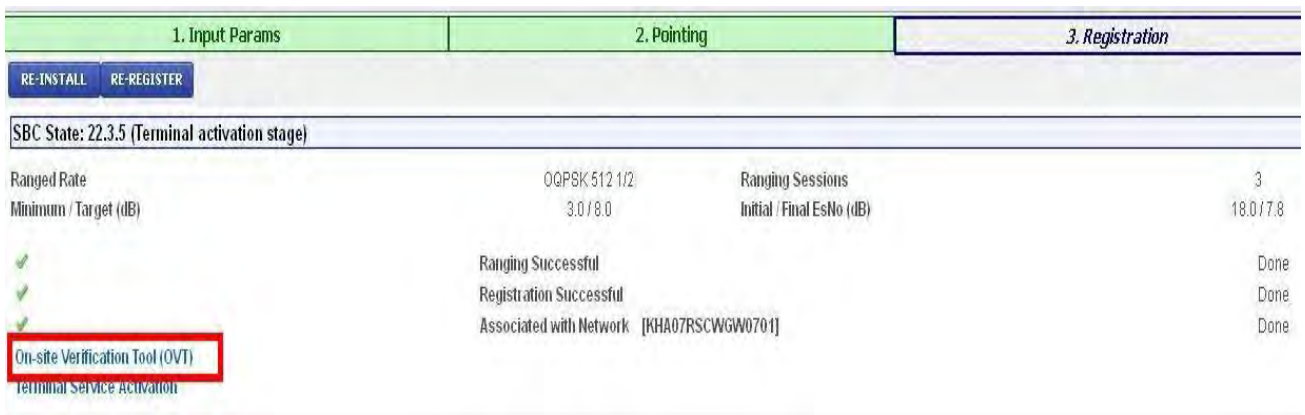 1. Input Params 2. Pointing 3. Registration
RE-INSTALL RE-REGISTER
SBC State: 22.3.5 (Terminal activation stage)
Ranged Rate OQPSK 512 1/2 Ranging Sessions 3
Minimum / Target (dB) 3.0 / 8.0 Initial / Final EsNo (dB) 18.0 / 7.8
Ranging Successful Done
Registration Successful Done
Associated with Network [KHA07RSCWGW0701] Done
On-site Verification Tool (OVT)
Terminal Service Activation